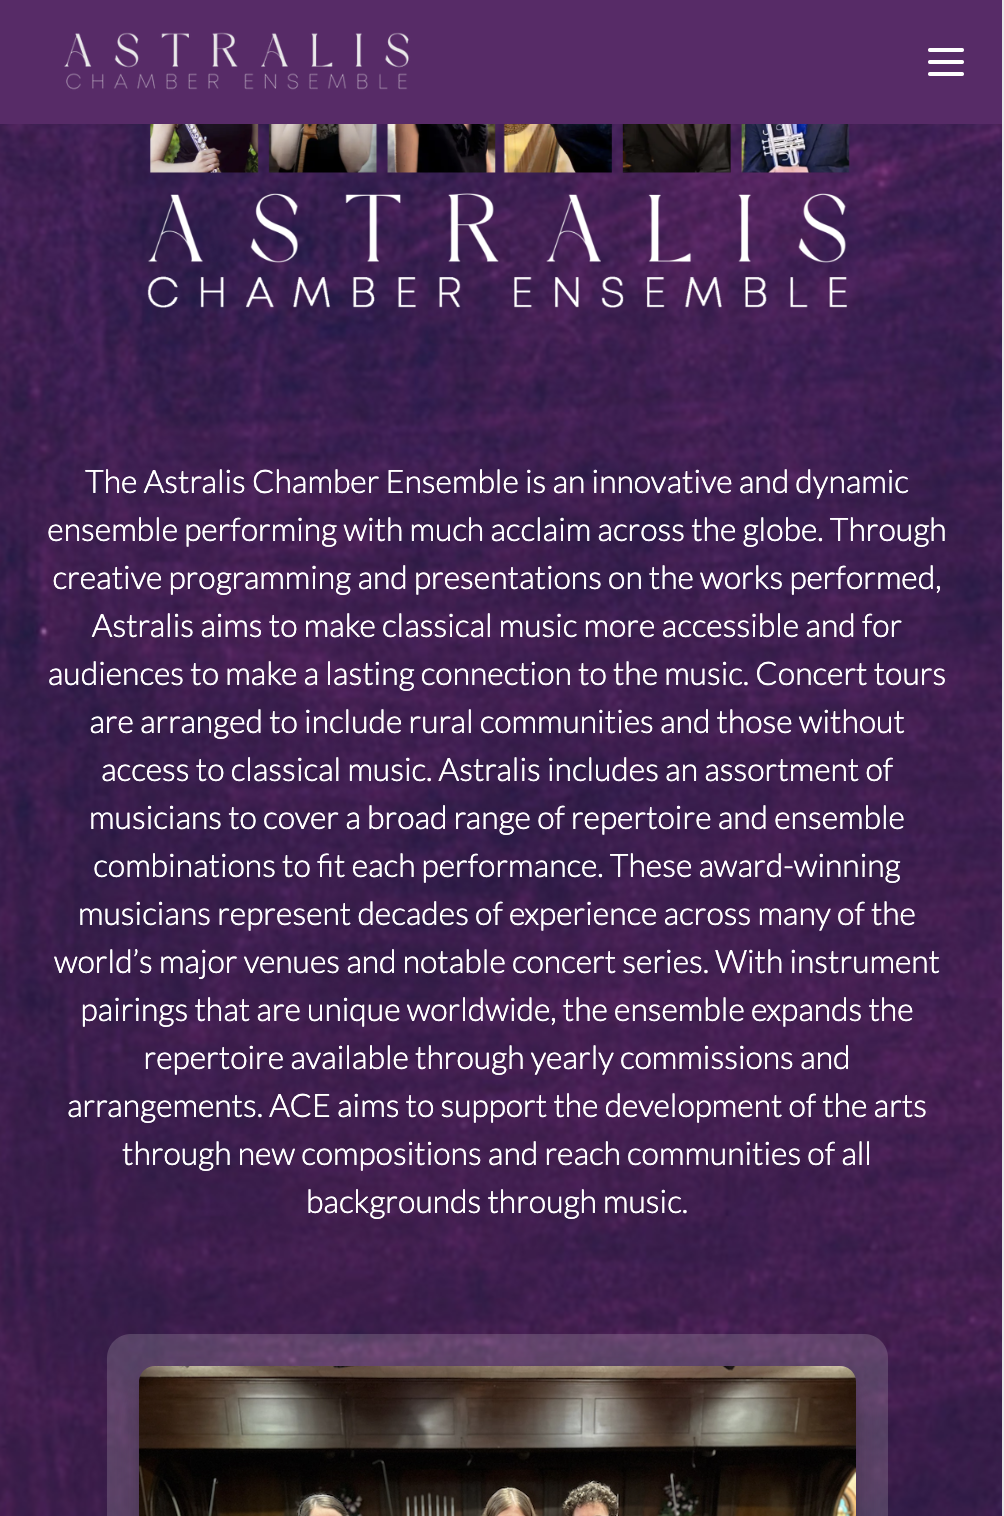 ASTRALIS
CHAMBER ENSEMBLE
ASTRALIS
CHAMBER ENSEMBLE
The Astralis Chamber Ensemble is an innovative and dynamic
ensemble performing with much acclaim across the globe. Through
creative programming and presentations on the works performed,
Astralis aims to make classical music more accessible and for
audiences to make a lasting connection to the music. Concert tours
are arranged to include rural communities and those without
access to classical music. Astralis includes an assortment of
musicians to cover a broad range of repertoire and ensemble
combinations to fit each performance. These award-winning
musicians represent decades of experience across many of the
world’s major venues and notable concert series. With instrument
pairings that are unique worldwide, the ensemble expands the
repertoire available through yearly commissions and
arrangements. ACE aims to support the development of the arts
through new compositions and reach communities of all
backgrounds through music.